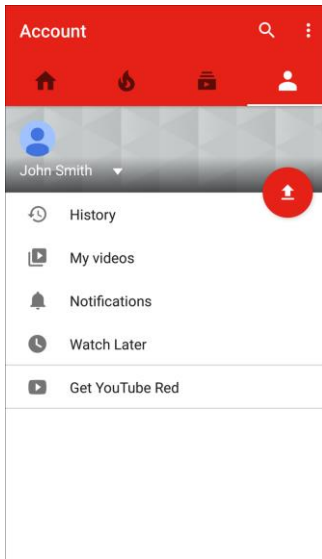 Account
John Smith
History
My videos
Notifications
Watch Later
Get YouTube Red